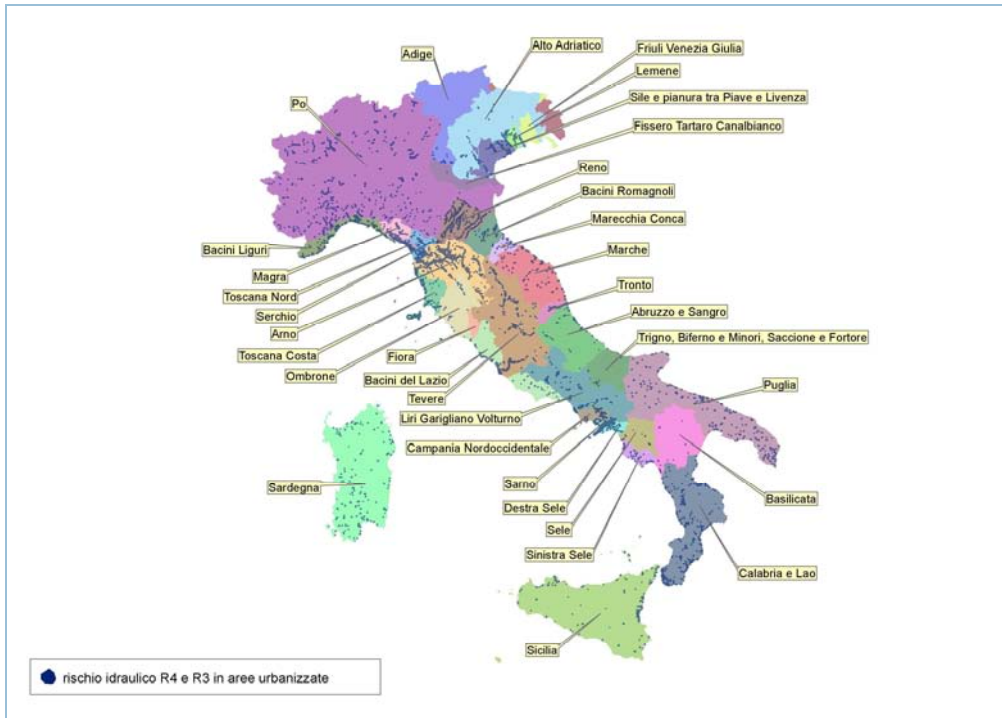 Friuli Venezia Giulia
Alto Adriatico
Adige
Lemene
Sile e pianura tra Piave e Livenza
Po
Fissero Tartaro Canalbianco
Reno
Bacini Romagnoli
Marecchia Conca
Bacini Liguri
Marche
Magra
Tronto
Toscana Nord
Abruzzo e Sangro
Serchio
Arno
Trigno, Biferno e Minori, Saccione e Fortore
Toscana Costa
Fiora
Ombrone
Bacini del Lazio
Puglia
Tevere
Liri Garigliano Volturno
Campania Nordoccidentale
Sarno
Sardegna
Basilicata
Destra Sele
Sele
Sinistra Sele
Calabria e Lao
Sicilia
rischio idraulico R4 e R3 in aree urbanizzate